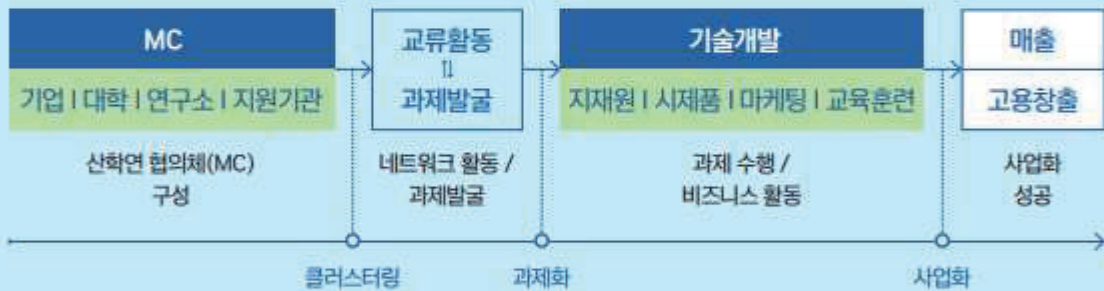 MC
기업 | 대학 | 연구소 | 지원기관
산학연 협의체(MC)
구성
교류활동
⇅
과제발굴
네트워크 활동 /
과제발굴
기술개발
지재원 | 시제품 | 마케팅 | 교육훈련
과제 수행 /
비즈니스 활동
매출
고용창출
사업화
성공
클러스터링
과제화
사업화